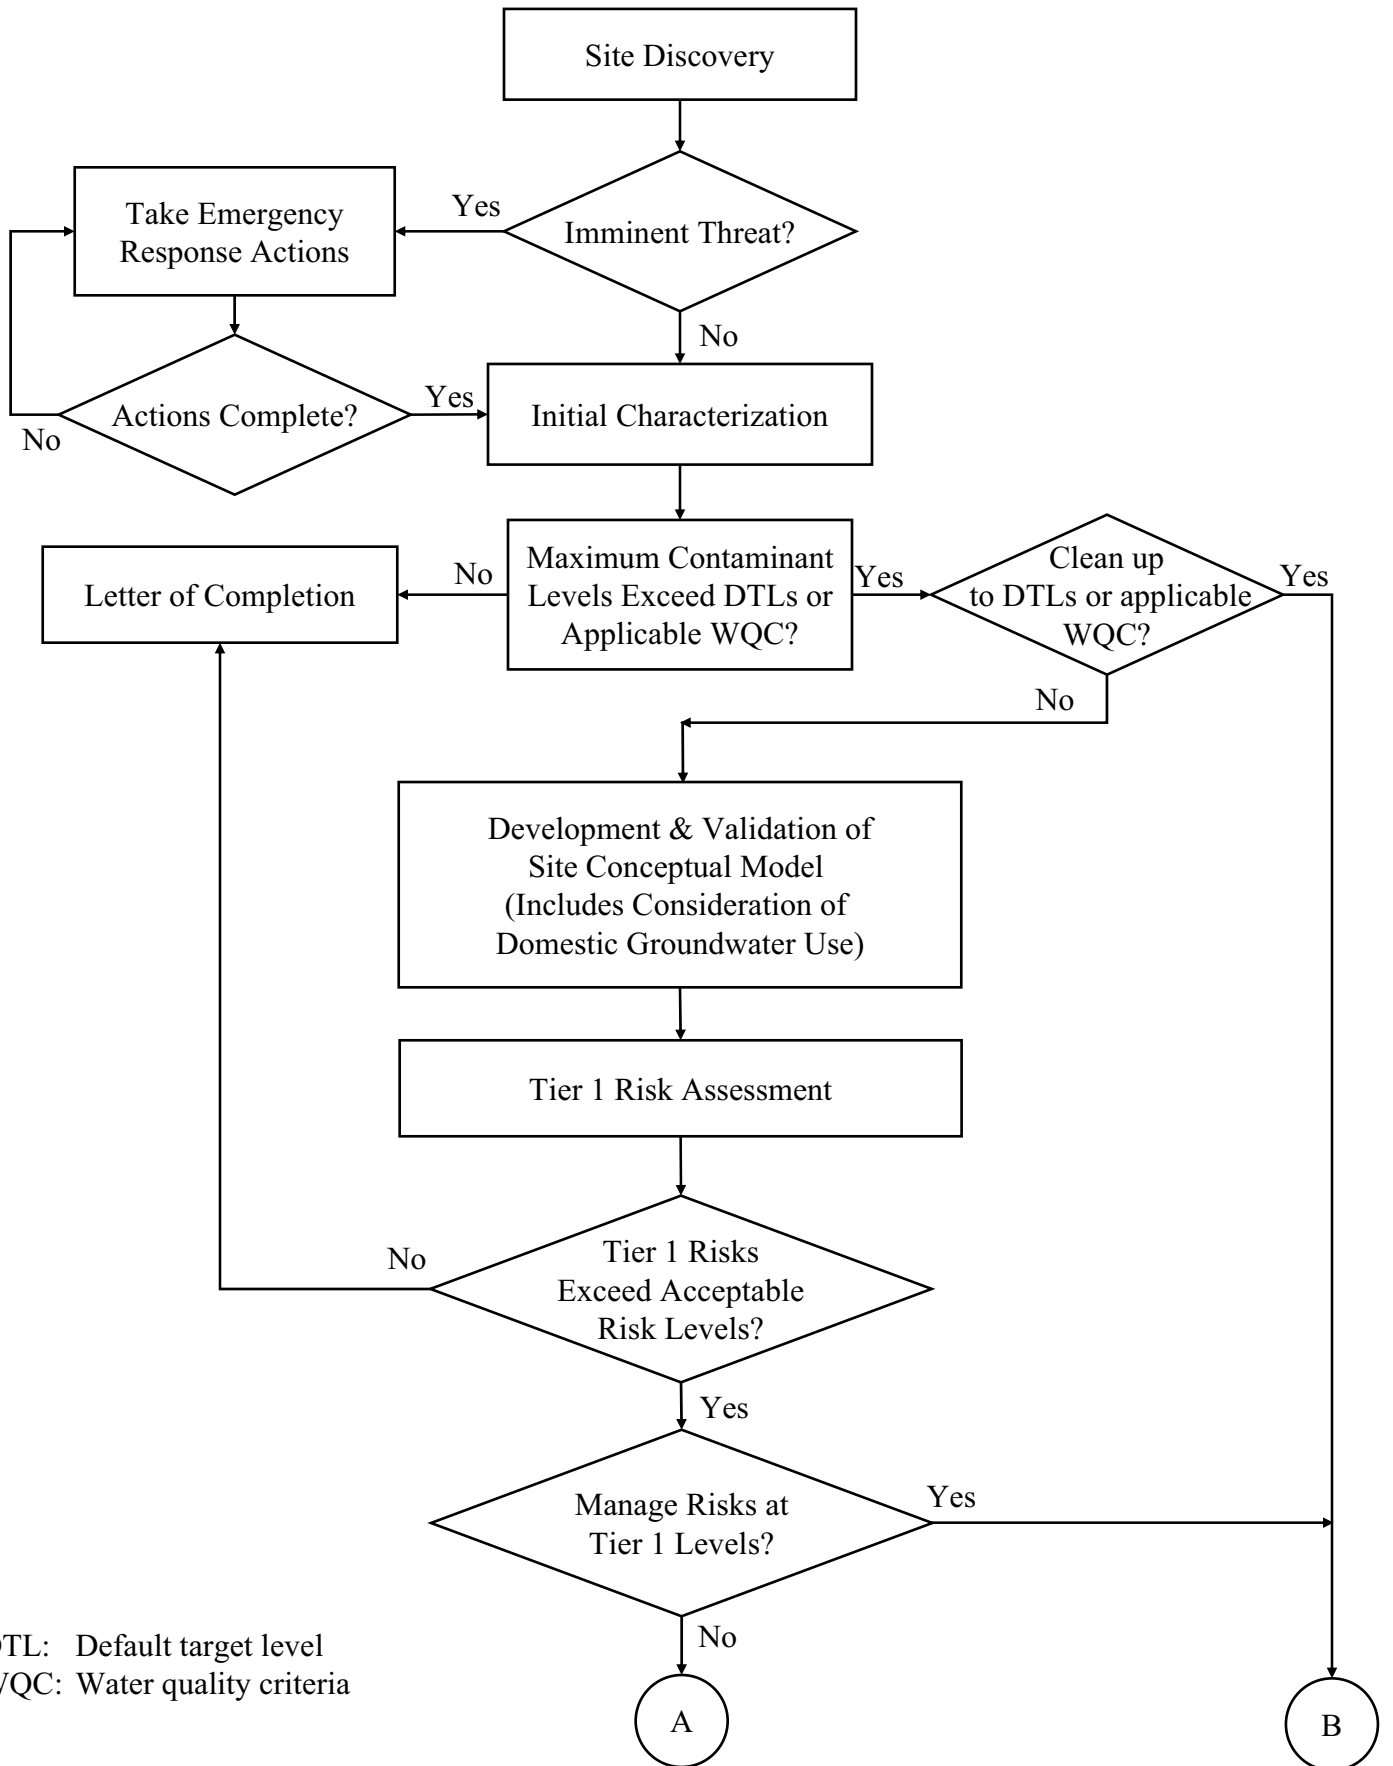 Site Discovery
Imminent Threat?
Yes
Take Emergency
Response Actions
No
Actions Complete?
Yes
No
Initial Characterization
Maximum Contaminant
Levels Exceed DTLs or
Applicable WQC?
No
Letter of Completion
Yes
Clean up
to DTLs or applicable
WQC?
Yes
No
Development & Validation of
Site Conceptual Model
(Includes Consideration of
Domestic Groundwater Use)
Tier 1 Risk Assessment
Tier 1 Risks
Exceed Acceptable
Risk Levels?
No
Yes
Manage Risks at
Tier 1 Levels?
Yes
No
A
B
TL: Default target level
QC: Water quality criteria